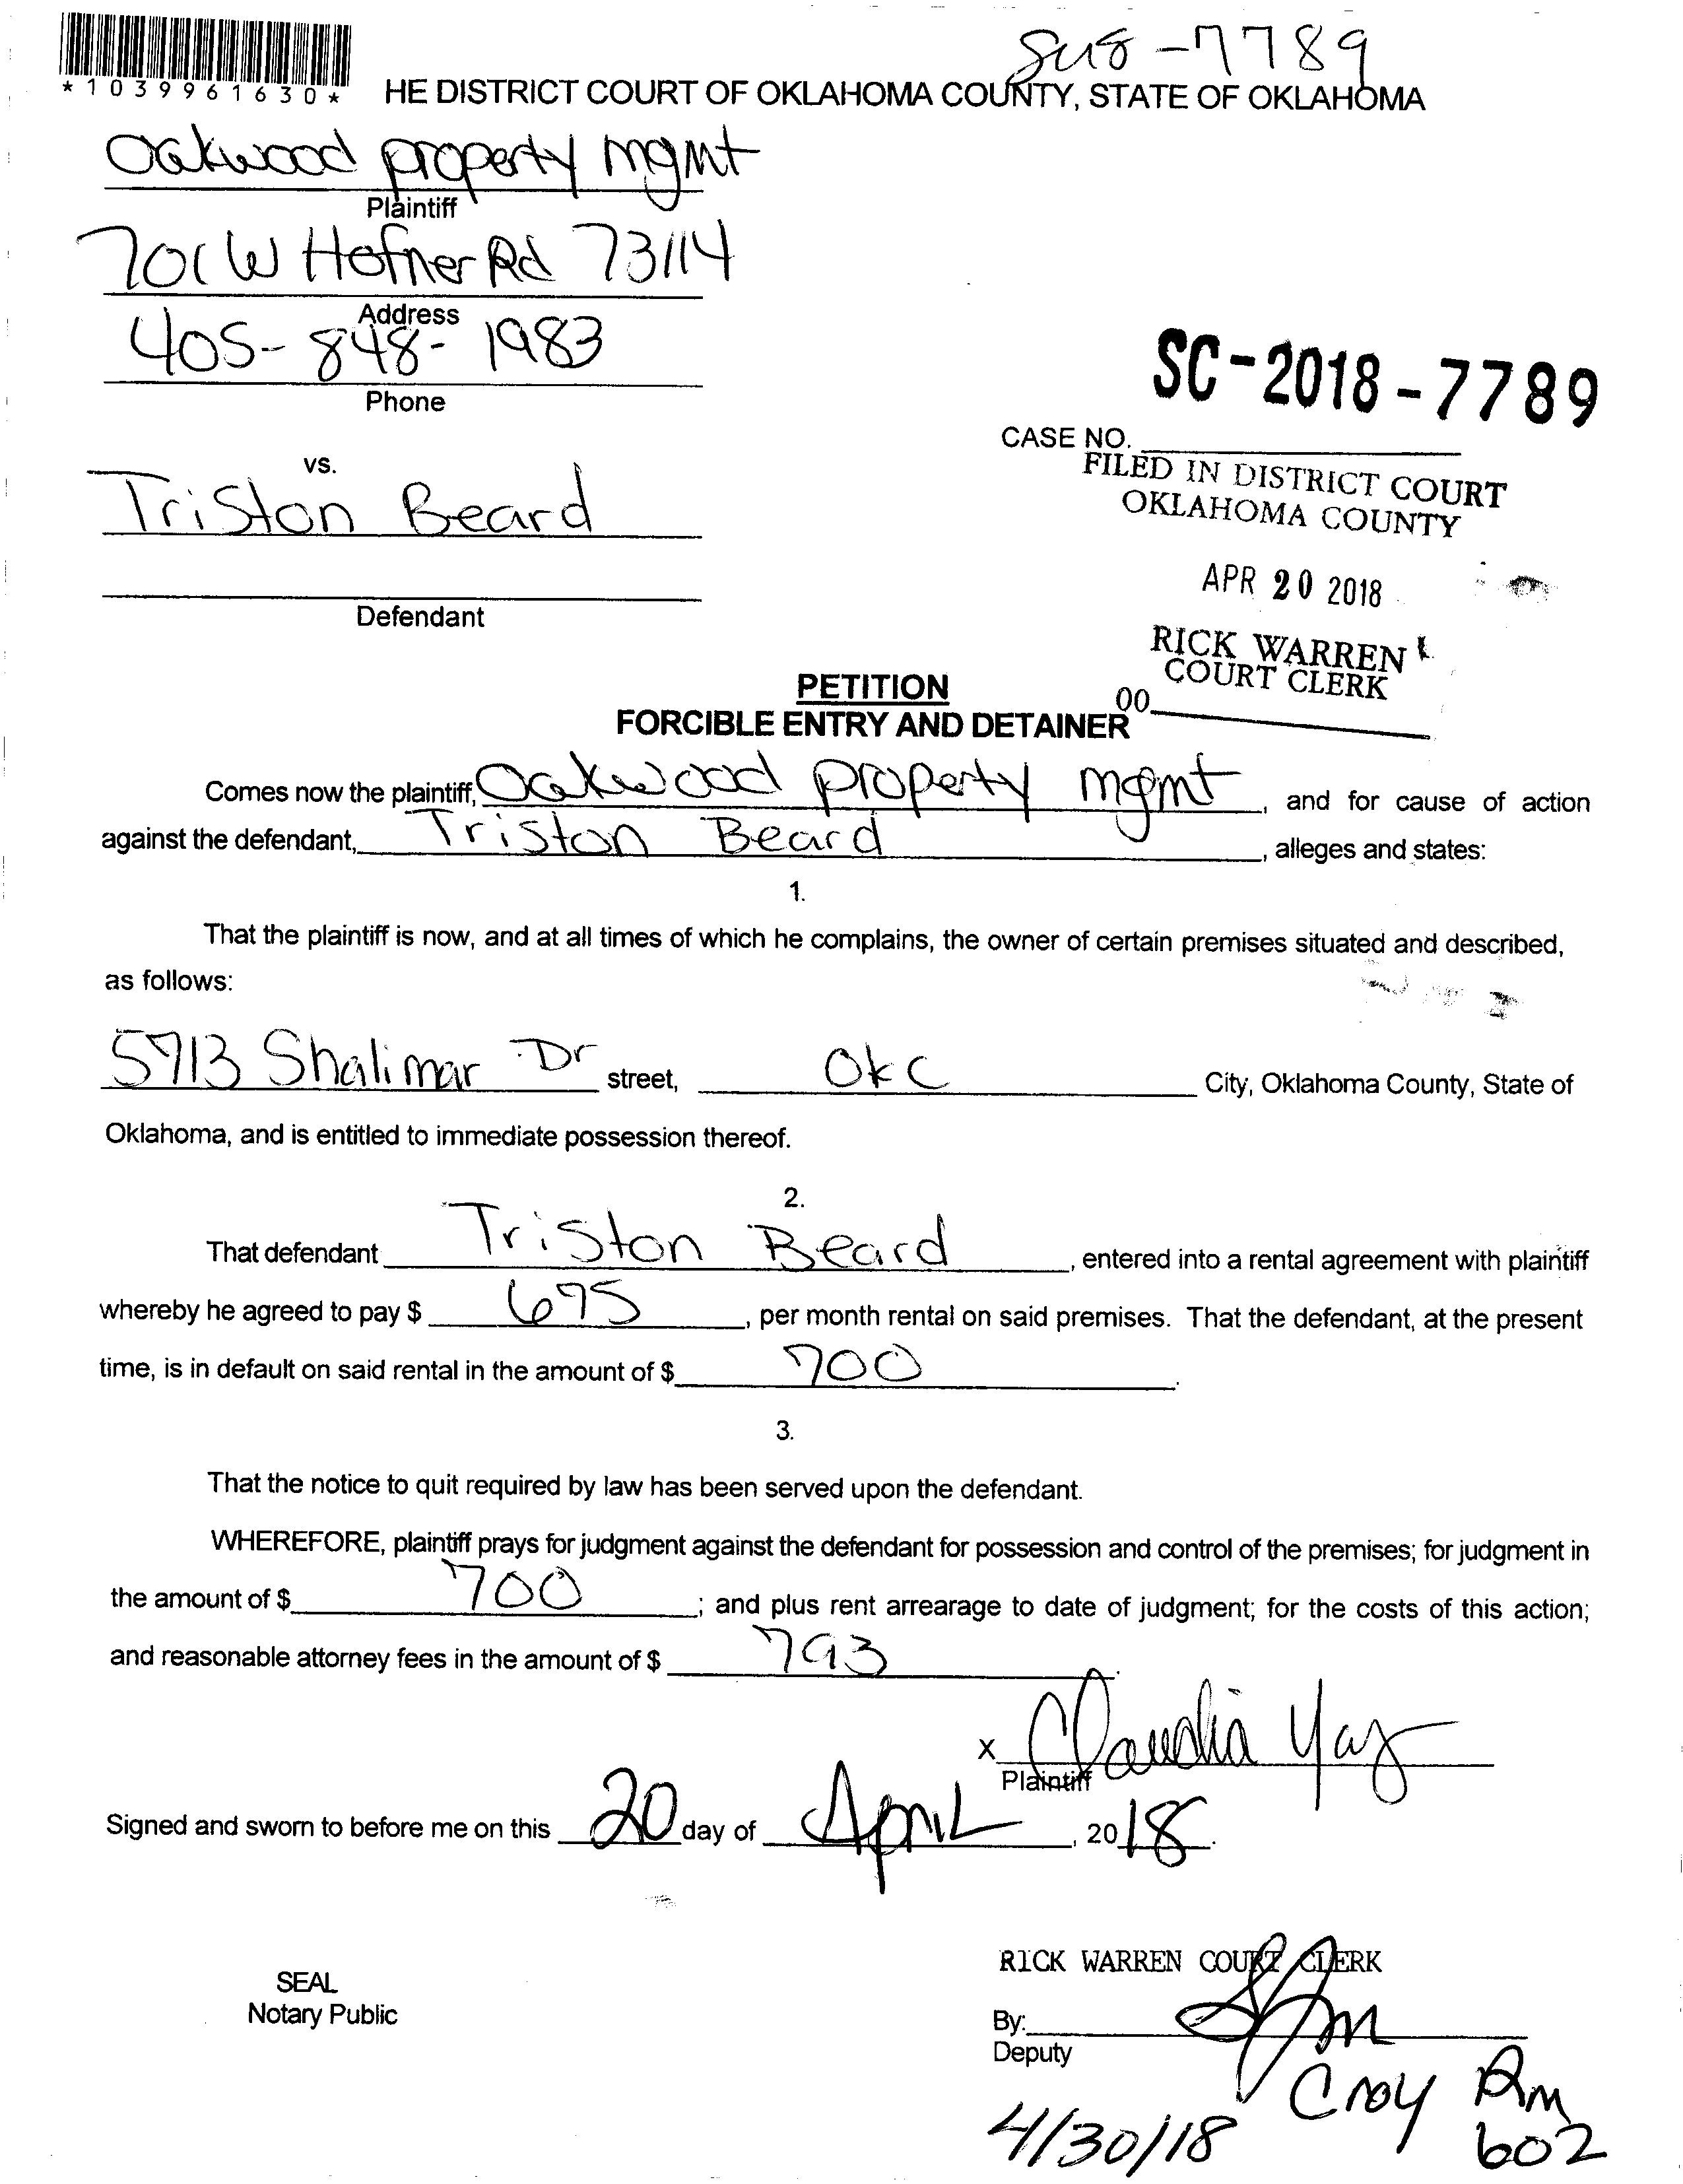 SC18-7789
*1039961630*
HE DISTRICT COURT OF OKLAHOMA COUNTY, STATE OF OKLAHOMA
Oakwood property mgmt
Plaintiff
701 W Hefner Rd 73114
Address
405-848-1983
Phone
SC-2018-7789
CASE NO.
vs.
FILED IN DISTRICT COURT
OKLAHOMA COUNTY
Triston Beard
APR 20 2018
Defendant
RICK WARREN
COURT CLERK
PETITION
00
FORCIBLE ENTRY AND DETAINER
Comes now the plaintiff, Oakwood property mgmt, and for cause of action
against the defendant, Triston Beard, alleges and states:
1.
That the plaintiff is now, and at all times of which he complains, the owner of certain premises situated and described,
as follows:
5913 Shalimar Dr street, OKC City, Oklahoma County, State of
Oklahoma, and is entitled to immediate possession thereof.
2.
That defendant Triston Beard, entered into a rental agreement with plaintiff
whereby he agreed to pay $ 695, per month rental on said premises. That the defendant, at the present
time, is in default on said rental in the amount of $ 700.
3.
That the notice to quit required by law has been served upon the defendant.
WHEREFORE, plaintiff prays for judgment against the defendant for possession and control of the premises; for judgment in
the amount of $ 700; and plus rent arrearage to date of judgment; for the costs of this action;
and reasonable attorney fees in the amount of $ 793.
x Claudia Yaz
Plaintiff
Signed and sworn to before me on this 20 day of April, 2018.
RICK WARREN COURT CLERK
SEAL
Notary Public
By:
Deputy
Croy Rm
4/30/18 602